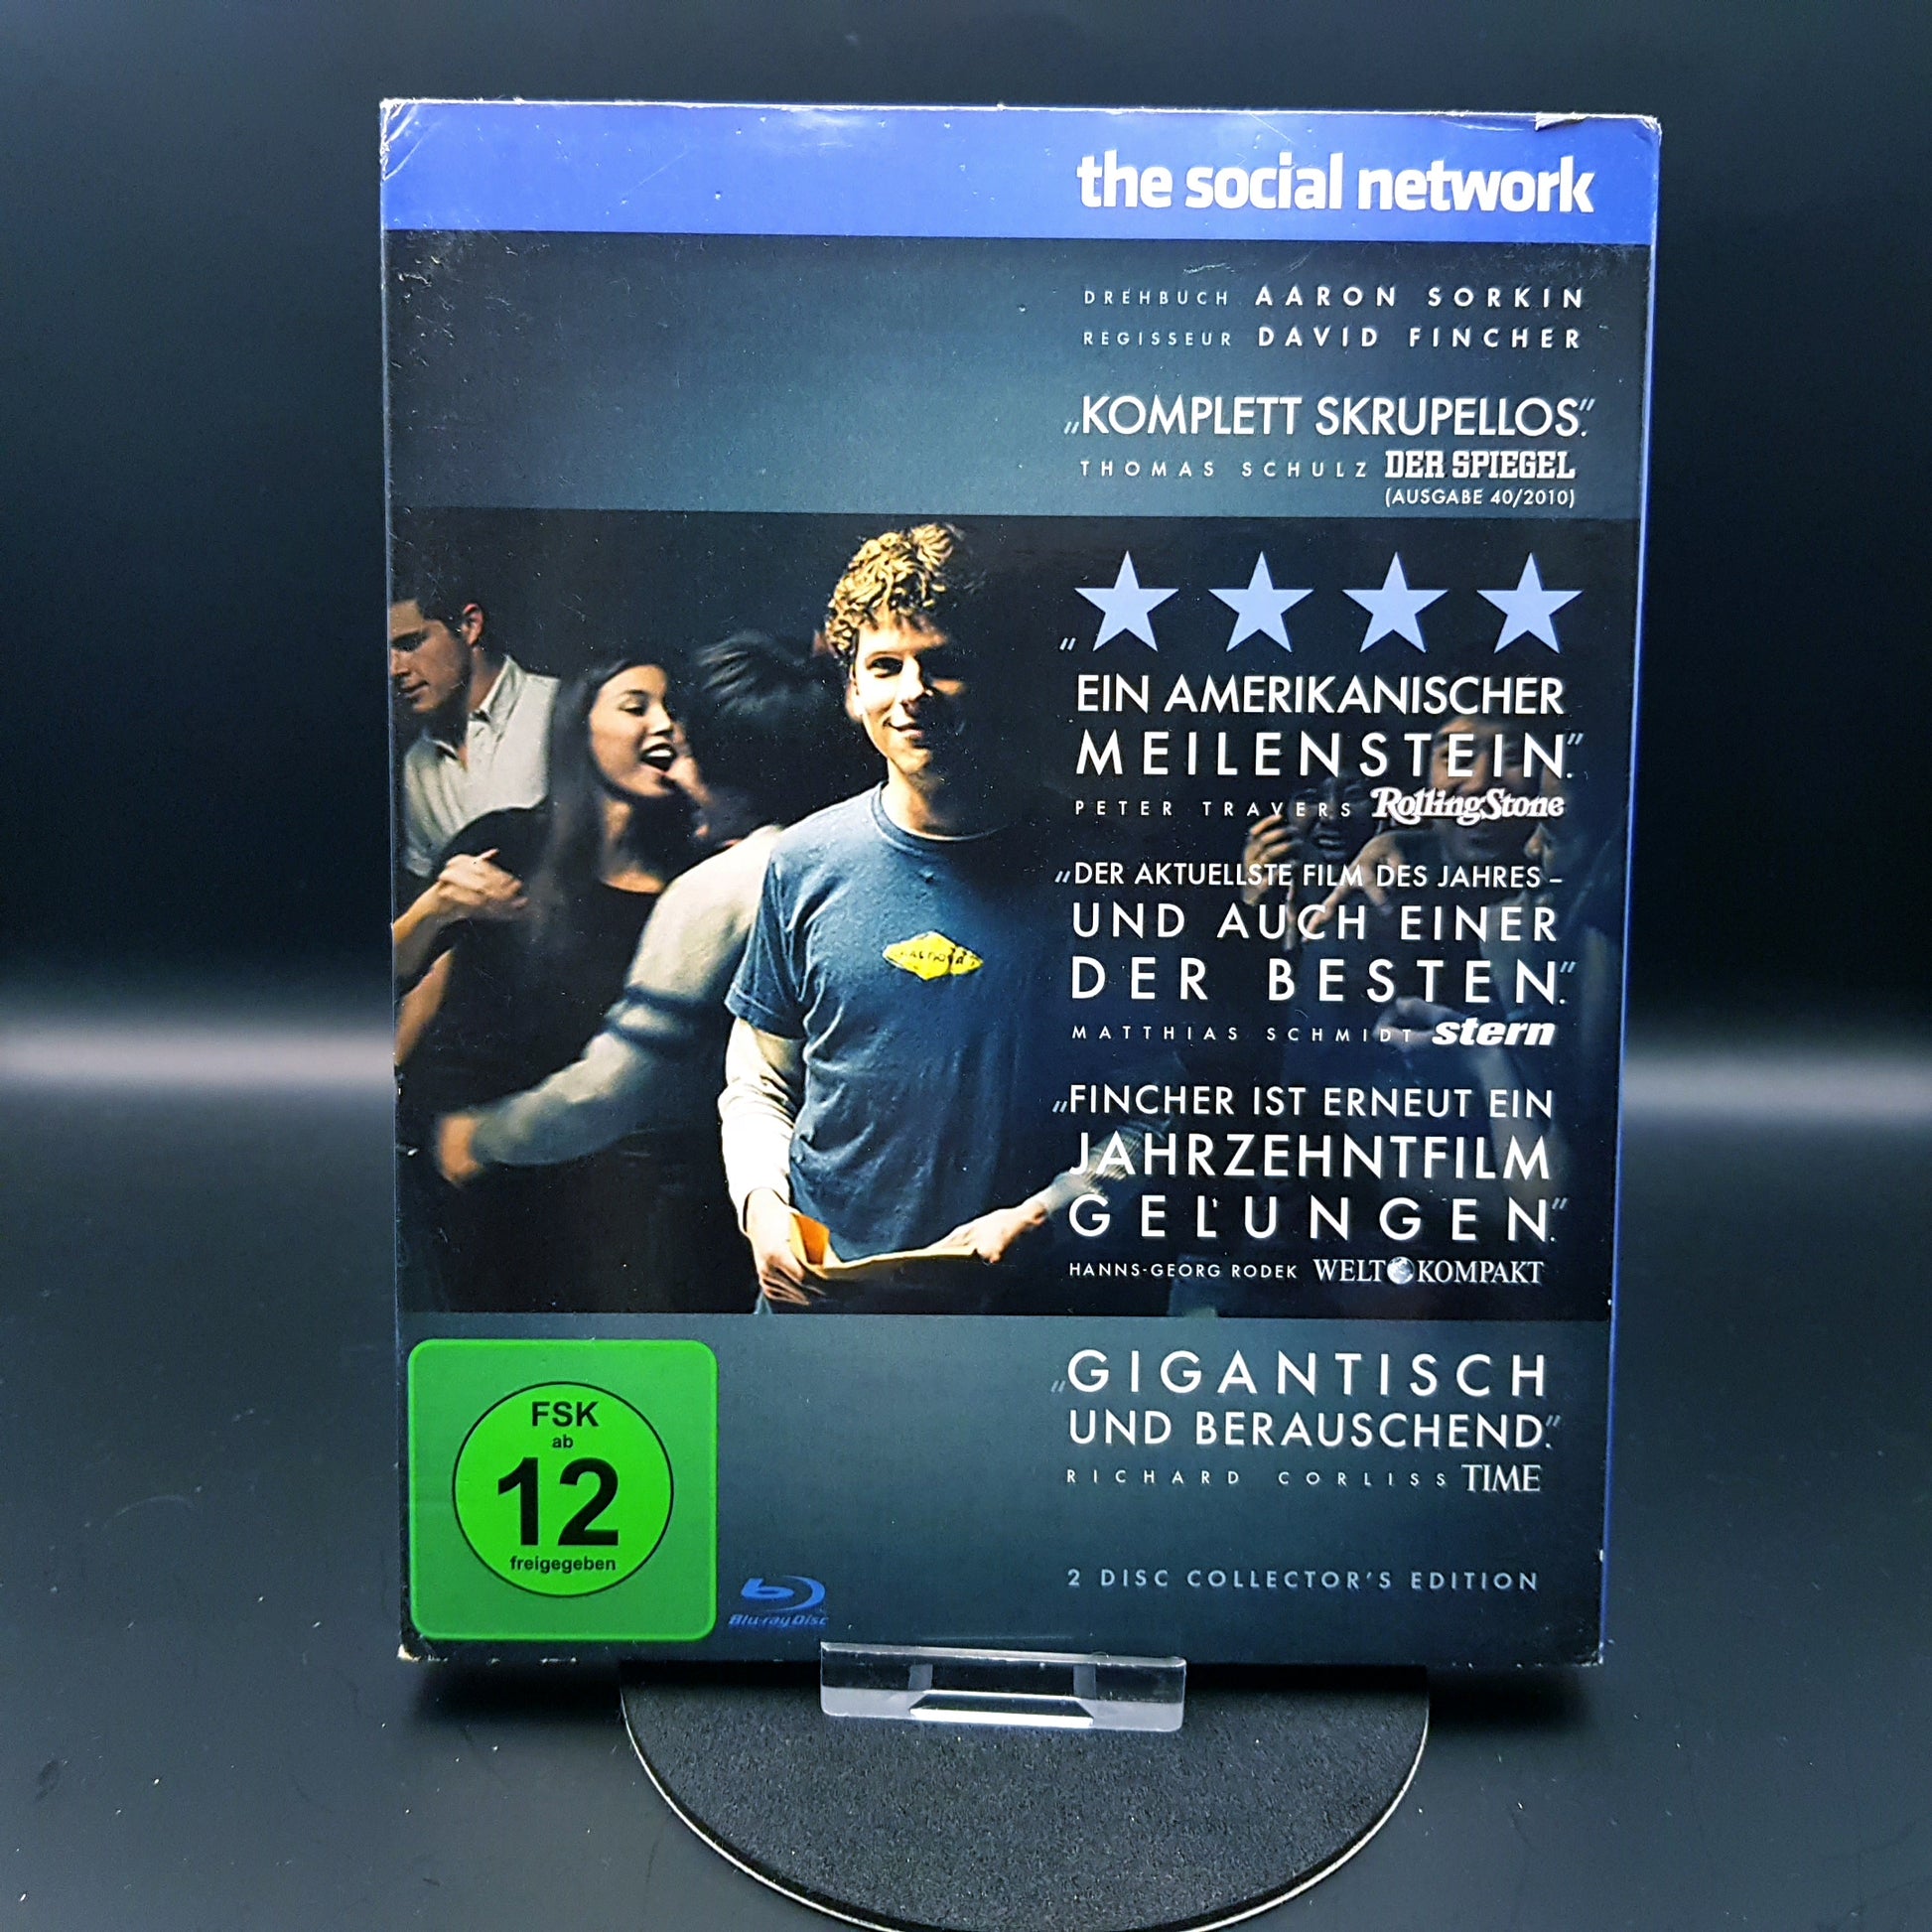 the social network
DREHBUCH AARON SORKIN
REGISSEUR DAVID FINCHER
„KOMPLETT SKRUPELLOS.”
THOMAS SCHULZ DER SPIEGEL
(AUSGABE 40/2010)
„
EIN AMERIKANISCHER
MEILENSTEIN.”
PETER TRAVERS RollingStone
„DER AKTUELLSTE FILM DES JAHRES –
UND AUCH EINER
DER BESTEN.”
MATTHIAS SCHMIDT stern
„FINCHER IST ERNEUT EIN
JAHRZEHNTFILM
GELUNGEN.”
HANNS-GEORG RODEK WELT KOMPAKT
„GIGANTISCH
UND BERAUSCHEND.”
RICHARD CORLISS TIME
2 DISC COLLECTOR'S EDITION
FSK
ab
12
freigegeben
Blu-ray Disc